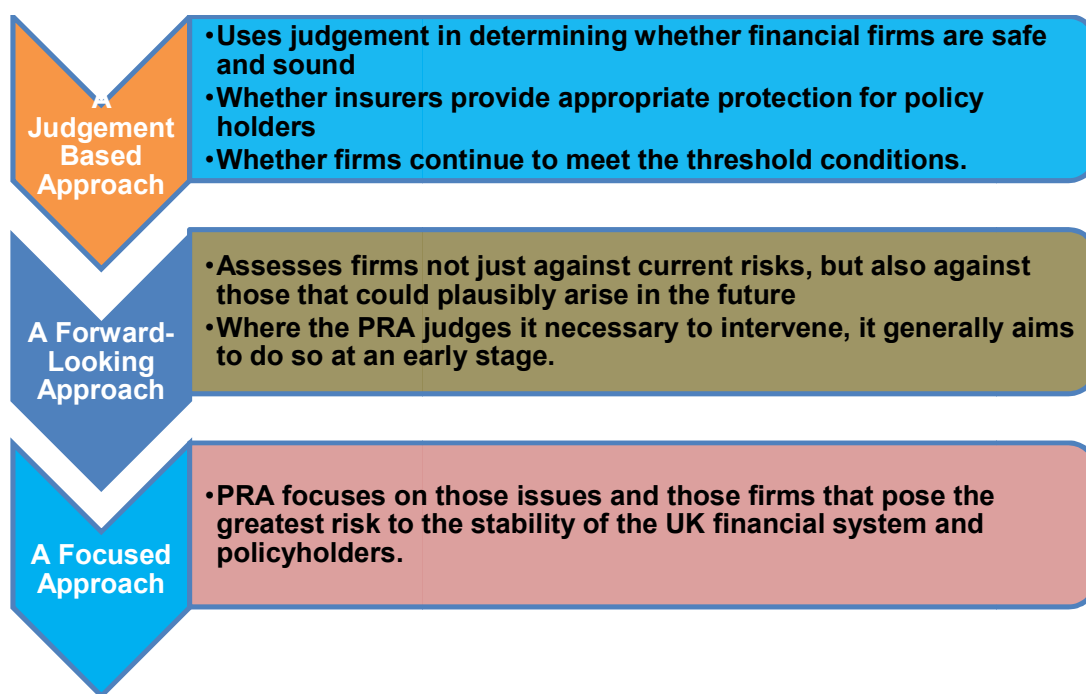 A
Judgement
Based
Approach
•Uses judgement in determining whether financial firms are safe
and sound
•Whether insurers provide appropriate protection for policy
holders
•Whether firms continue to meet the threshold conditions.
A Forward-
Looking
Approach
•Assesses firms not just against current risks, but also against
those that could plausibly arise in the future
•Where the PRA judges it necessary to intervene, it generally aims
to do so at an early stage.
A Focused
Approach
•PRA focuses on those issues and those firms that pose the
greatest risk to the stability of the UK financial system and
policyholders.